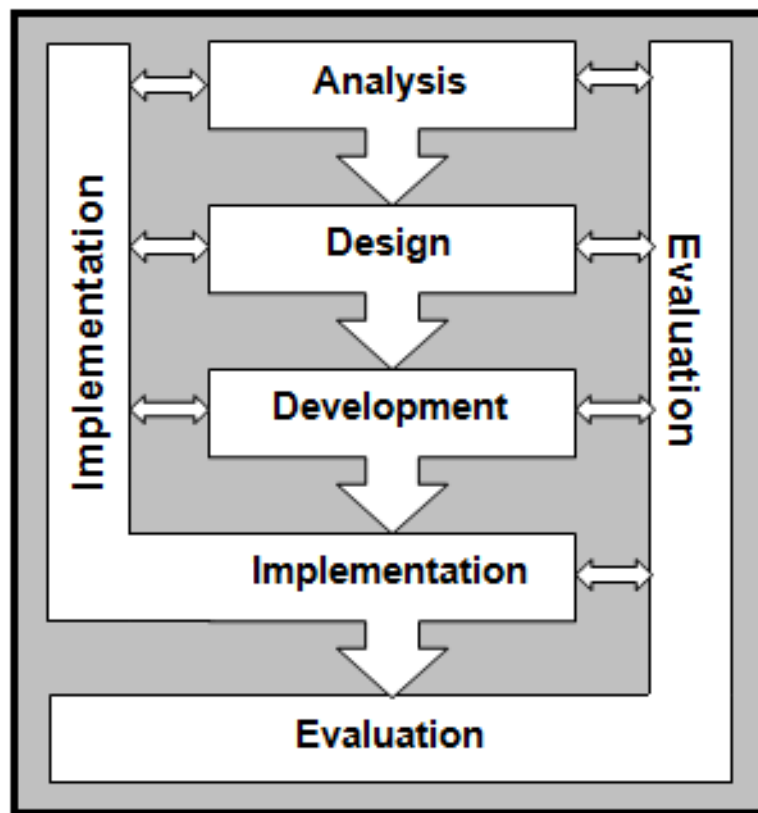 Analysis
Design
Development
Implementation
Evaluation
Implementation
Evaluation